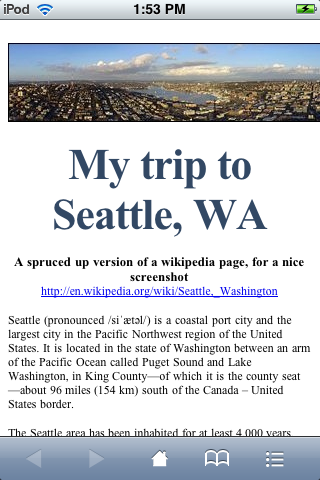 iPod 1:53 PM
My trip to
Seattle, WA
A spruced up version of a wikipedia page, for a nice
screenshot
http://en.wikipedia.org/wiki/Seattle,_Washington
Seattle (pronounced /siˈætəl/) is a coastal port city and the
largest city in the Pacific Northwest region of the United
States. It is located in the state of Washington between an arm
of the Pacific Ocean called Puget Sound and Lake
Washington, in King County—of which it is the county seat
—about 96 miles (154 km) south of the Canada – United
States border.
The Seattle area has been inhabited for at least 4,000 years